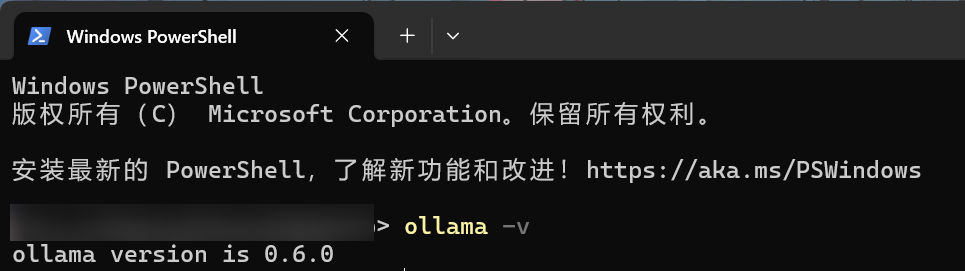 Windows PowerShell
Windows PowerShell
版权所有 (C) Microsoft Corporation。保留所有权利。
安装最新的 PowerShell，了解新功能和改进！https://aka.ms/PSWindows
> ollama -v
ollama version is 0.6.0